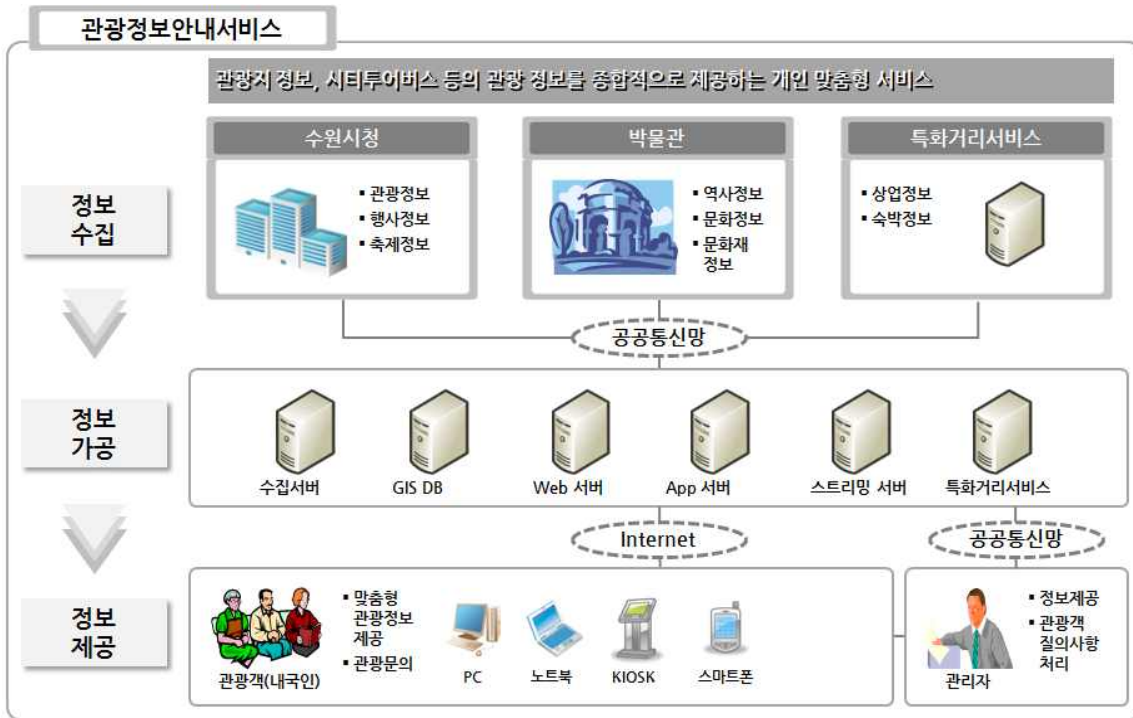 관광정보안내서비스
관광지 정보, 시티투어버스 등의 관광 정보를 종합적으로 제공하는 개인 맞춤형 서비스
정보
수집
수원시청
▪ 관광정보
▪ 행사정보
▪ 축제정보
박물관
▪ 역사정보
▪ 문화정보
▪ 문화재
정보
특화거리서비스
▪ 상업정보
▪ 숙박정보
공공통신망
정보
가공
수집서버
GIS DB
Web 서버
App 서버
스트리밍 서버
특화거리서비스
Internet
공공통신망
정보
제공
관광객(내국인)
▪ 맞춤형
관광정보
제공
▪ 관광문의
PC
노트북
KIOSK
스마트폰
관리자
▪ 정보제공
▪ 관광객
질의사항
처리